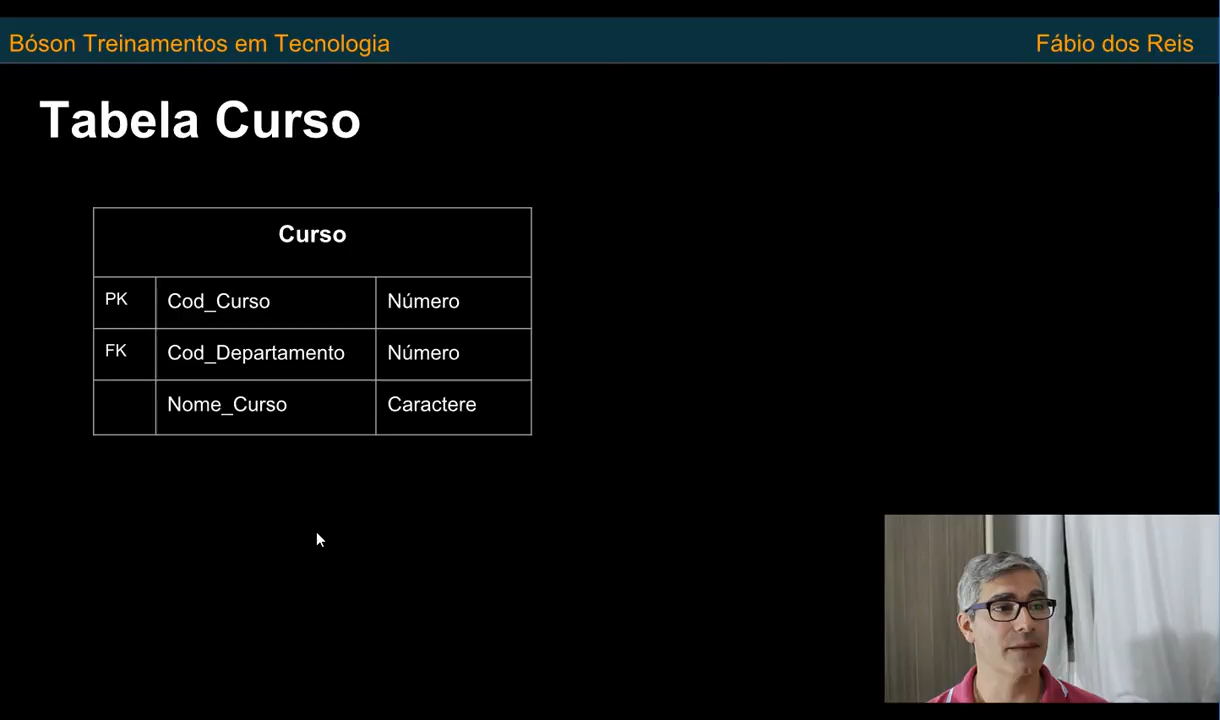 Bóson Treinamentos em Tecnologia Fábio dos Reis
Tabela Curso
Curso
PK Cod_Curso Número
FK Cod_Departamento Número
Nome_Curso Caractere